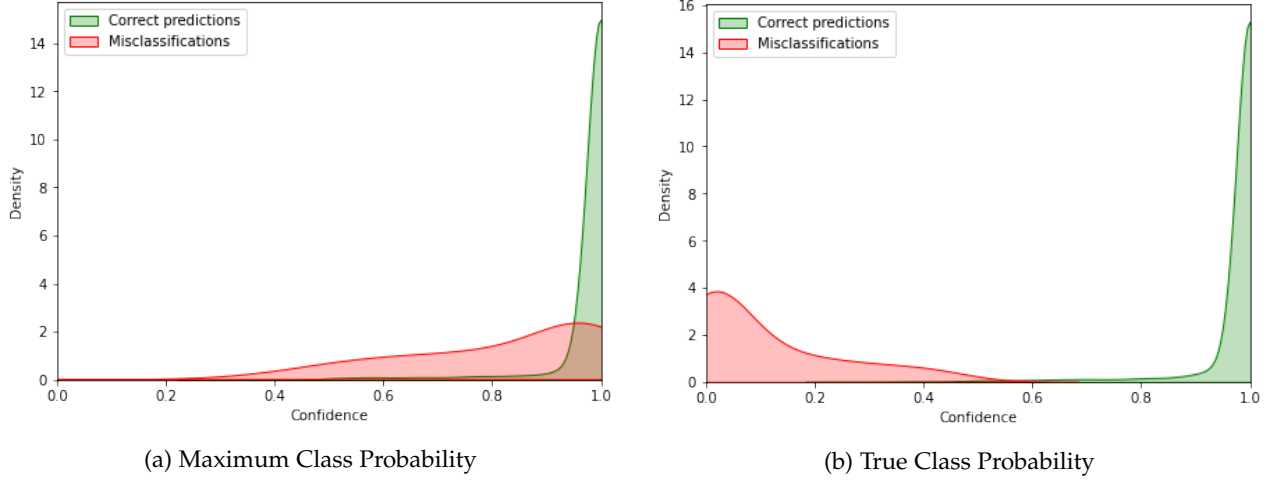 Correct predictions
Misclassifications
14
12
10
8
6
4
2
0
Density
0.0 0.2 0.4 0.6 0.8 1.0
Confidence
(a) Maximum Class Probability
Correct predictions
Misclassifications
16
14
12
10
8
6
4
2
0
Density
0.0 0.2 0.4 0.6 0.8 1.0
Confidence
(b) True Class Probability